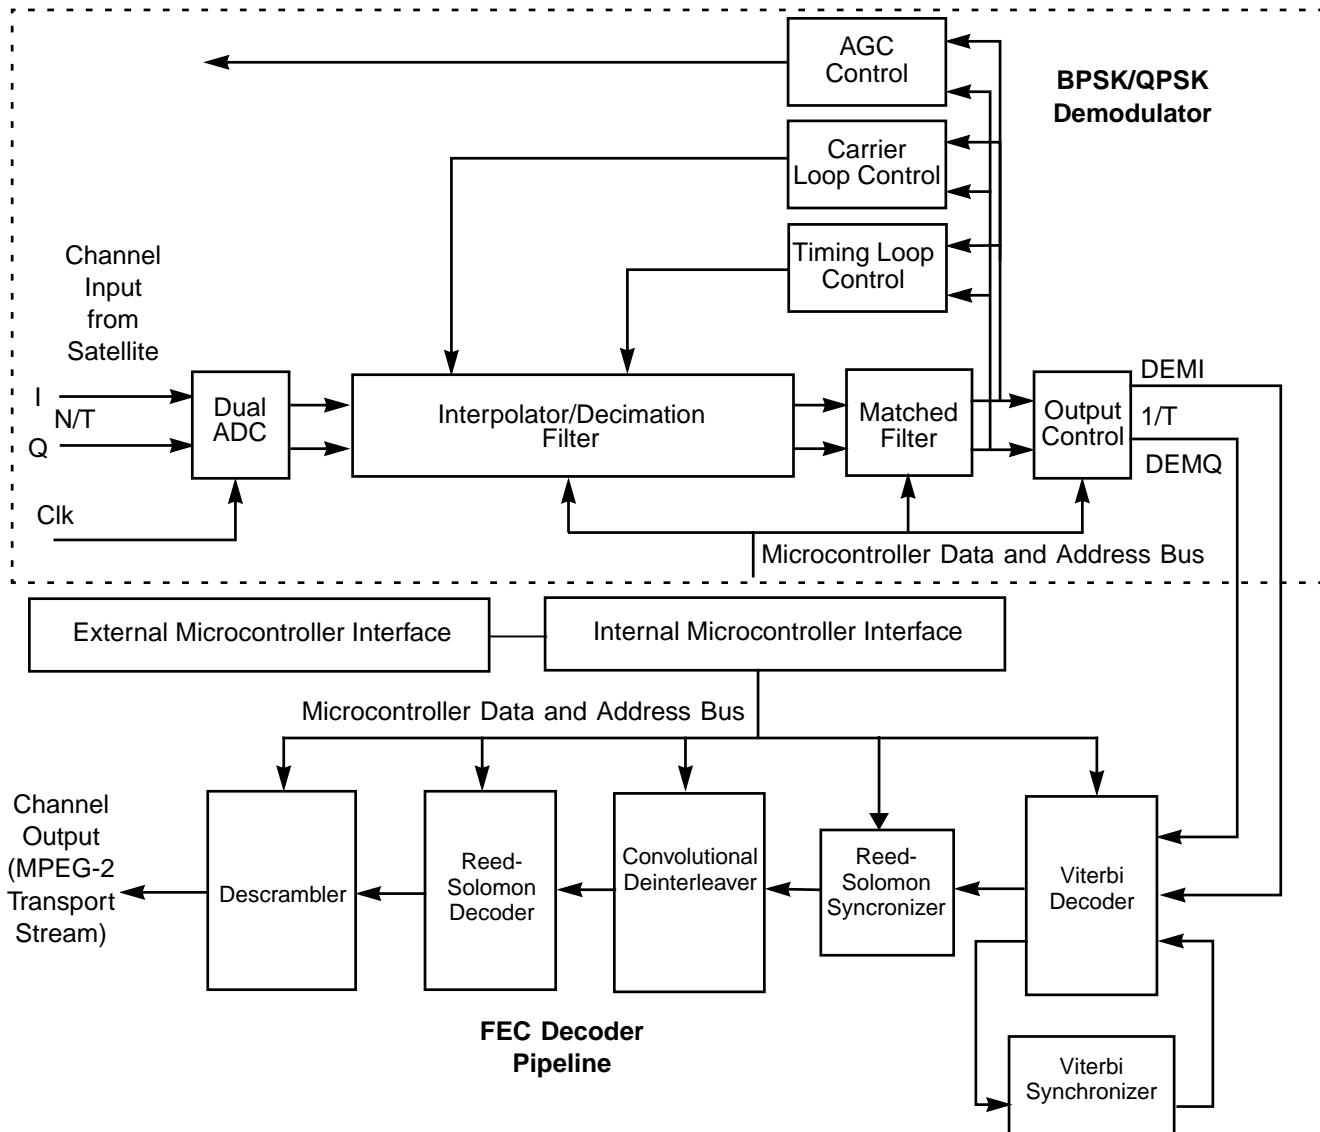 AGC
Control
BPSK/QPSK
Demodulator
Carrier
Loop Control
Timing Loop
Control
Channel
Input
from
Satellite
I
N/T
Q
Clk
Dual
ADC
Interpolator/Decimation
Filter
Matched
Filter
Output
Control
DEMI
1/T
DEMQ
Microcontroller Data and Address Bus
External Microcontroller Interface
Internal Microcontroller Interface
Microcontroller Data and Address Bus
Channel
Output
(MPEG-2
Transport
Stream)
Descrambler
Reed-
Solomon
Decoder
Convolutional
Deinterleaver
Reed-
Solomon
Syncronizer
Viterbi
Decoder
FEC Decoder
Pipeline
Viterbi
Synchronizer